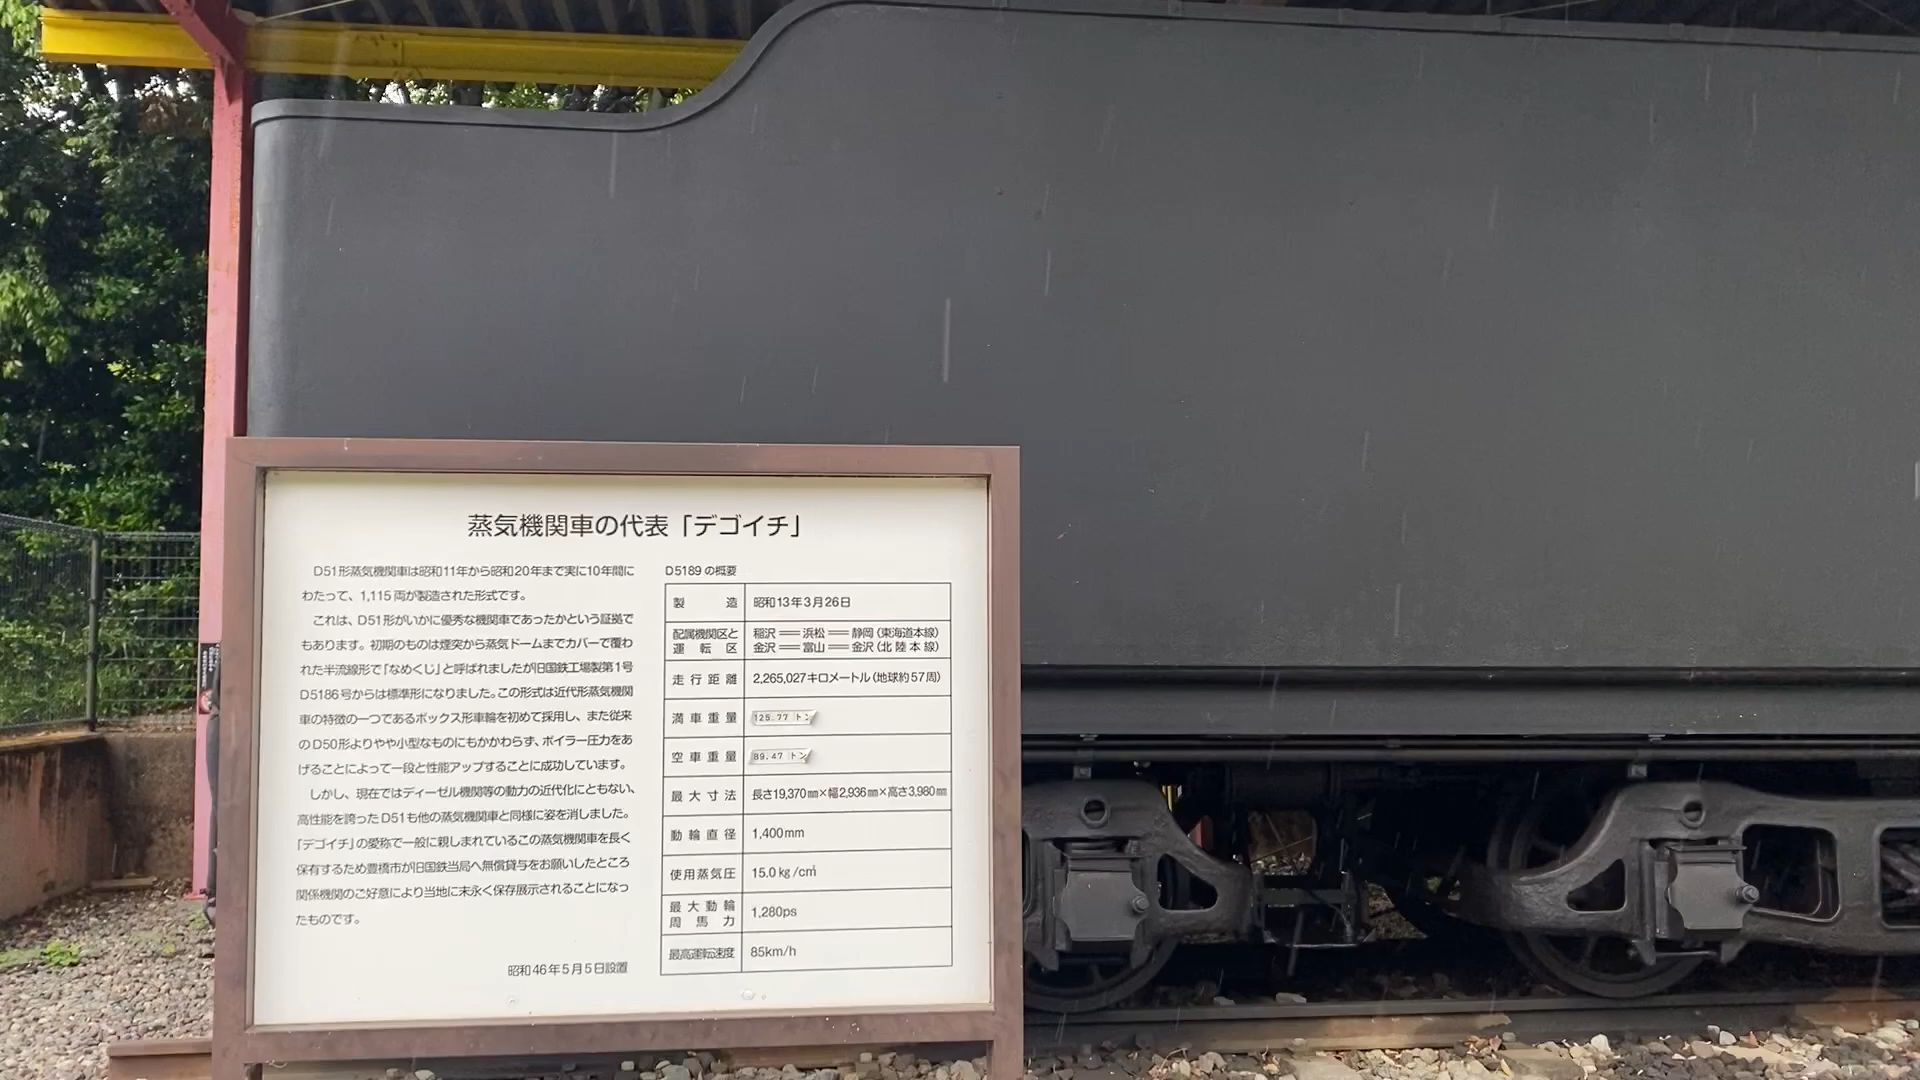 蒸気機関車の代表「デゴイチ」
D51形蒸気機関車は昭和11年から昭和20年まで実に10年間に
わたって、1,115両が製造された形式です。
これは、D51形がいかに優秀な機関車であったかという証拠で
もあります。初期のものは煙突から蒸気ドームまでカバーで覆わ
れた半流線形で「なめくじ」と呼ばれましたが旧国鉄工場製第1号
D5186号からは標準形になりました。この形式は近代形蒸気機関
車の特徴の一つであるボックス形車輪を初めて採用し、また従来
のD50形よりやや小型なものにもかかわらず、ボイラー圧力をあ
げることによって一段と性能アップすることに成功しています。
しかし、現在ではディーゼル機関等の動力の近代化にともない、
高性能を誇ったD51も他の蒸気機関車と同様に姿を消しました。
「デゴイチ」の愛称で一般に親しまれているこの蒸気機関車を長く
保有するため豊橋市が旧国鉄当局へ無償貸与をお願いしたところ
関係機関のご好意により当地に末永く保存展示されることになっ
たものです。
昭和46年5月5日設置
D5189の概要
製造 昭和13年3月26日
配属機関区と 稲沢══浜松══静岡(東海道本線)
運転区 金沢══富山══金沢(北陸本線)
走行距離 2,265,027キロメートル(地球約57周)
満車重量 125.77トン
空車重量 89.47トン
最大寸法 長さ19,370㎜×幅2,936㎜×高さ3,980㎜
動輪直径 1,400mm
使用蒸気圧 15.0㎏/c㎡
最大動輪
周馬力 1,280ps
最高運転速度 85km/h